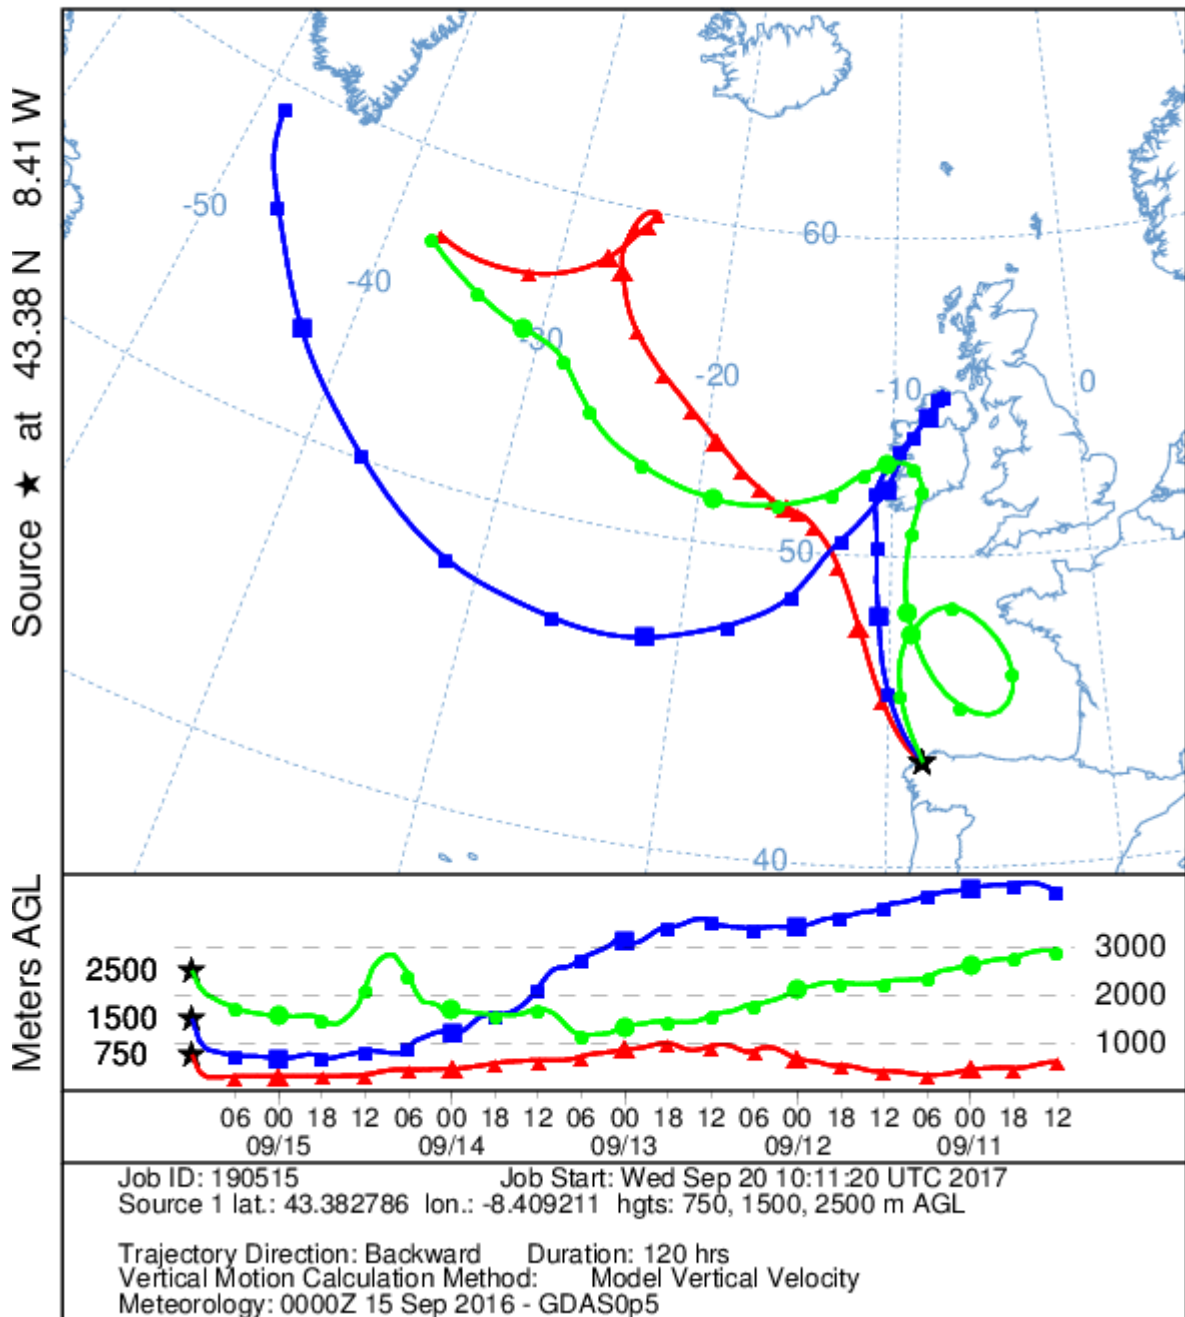 Source ★ at 43.38 N 8.41 W
-50
60
-40
-30
-20
-10
0
50
40
Meters AGL
3000
2500
2000
1500
1000
750
06 00 18 12 06 00 18 12 06 00 18 12 06 00 18 12 06 00 18 12
09/15 09/14 09/13 09/12 09/11
Job ID: 190515 Job Start: Wed Sep 20 10:11:20 UTC 2017
Source 1 lat.: 43.382786 lon.: -8.409211 hgts: 750, 1500, 2500 m AGL
Trajectory Direction: Backward Duration: 120 hrs
Vertical Motion Calculation Method: Model Vertical Velocity
Meteorology: 0000Z 15 Sep 2016 - GDAS0p5